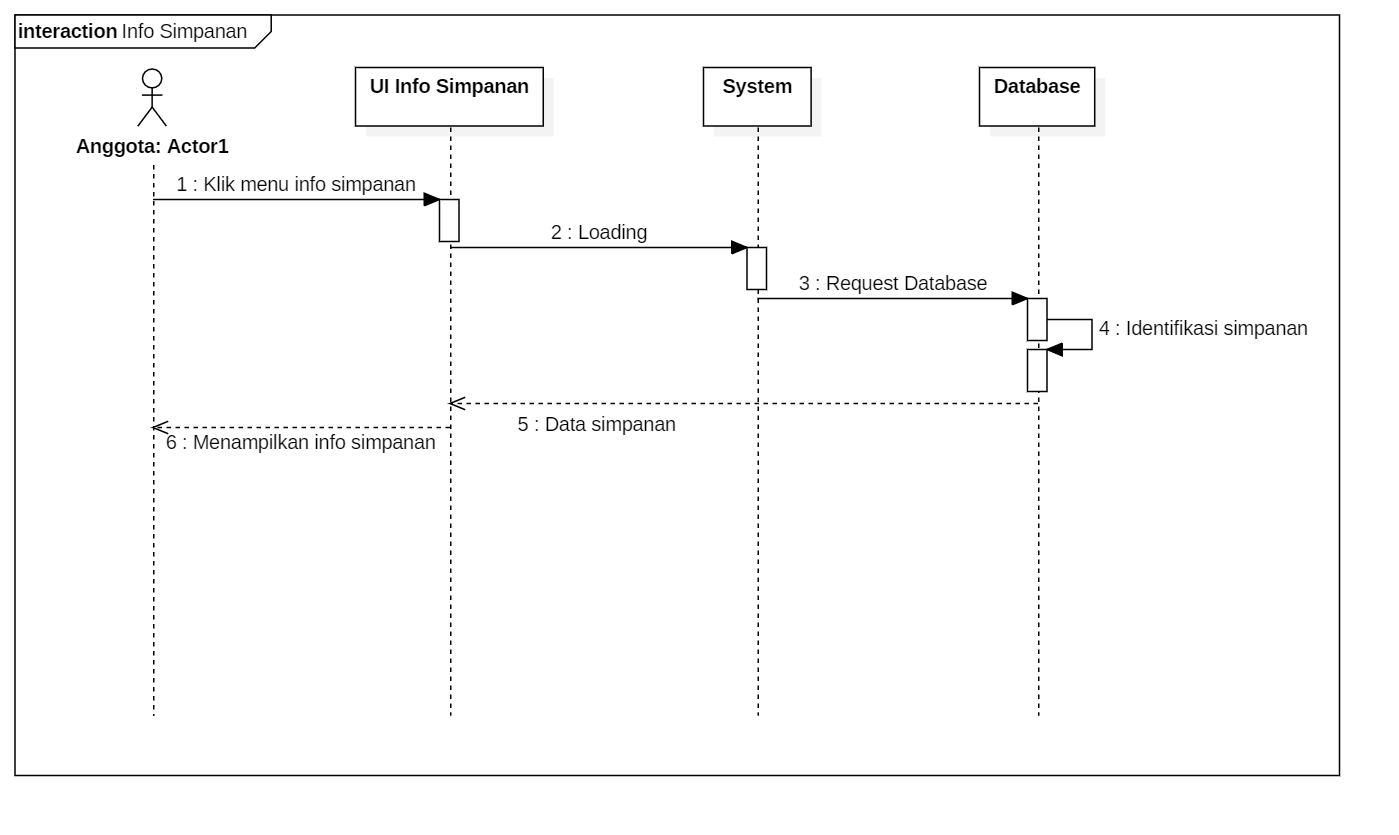 interaction Info Simpanan
UI Info Simpanan
System
Database
Anggota: Actor1
1 : Klik menu info simpanan
2 : Loading
3 : Request Database
4 : Identifikasi simpanan
5 : Data simpanan
6 : Menampilkan info simpanan